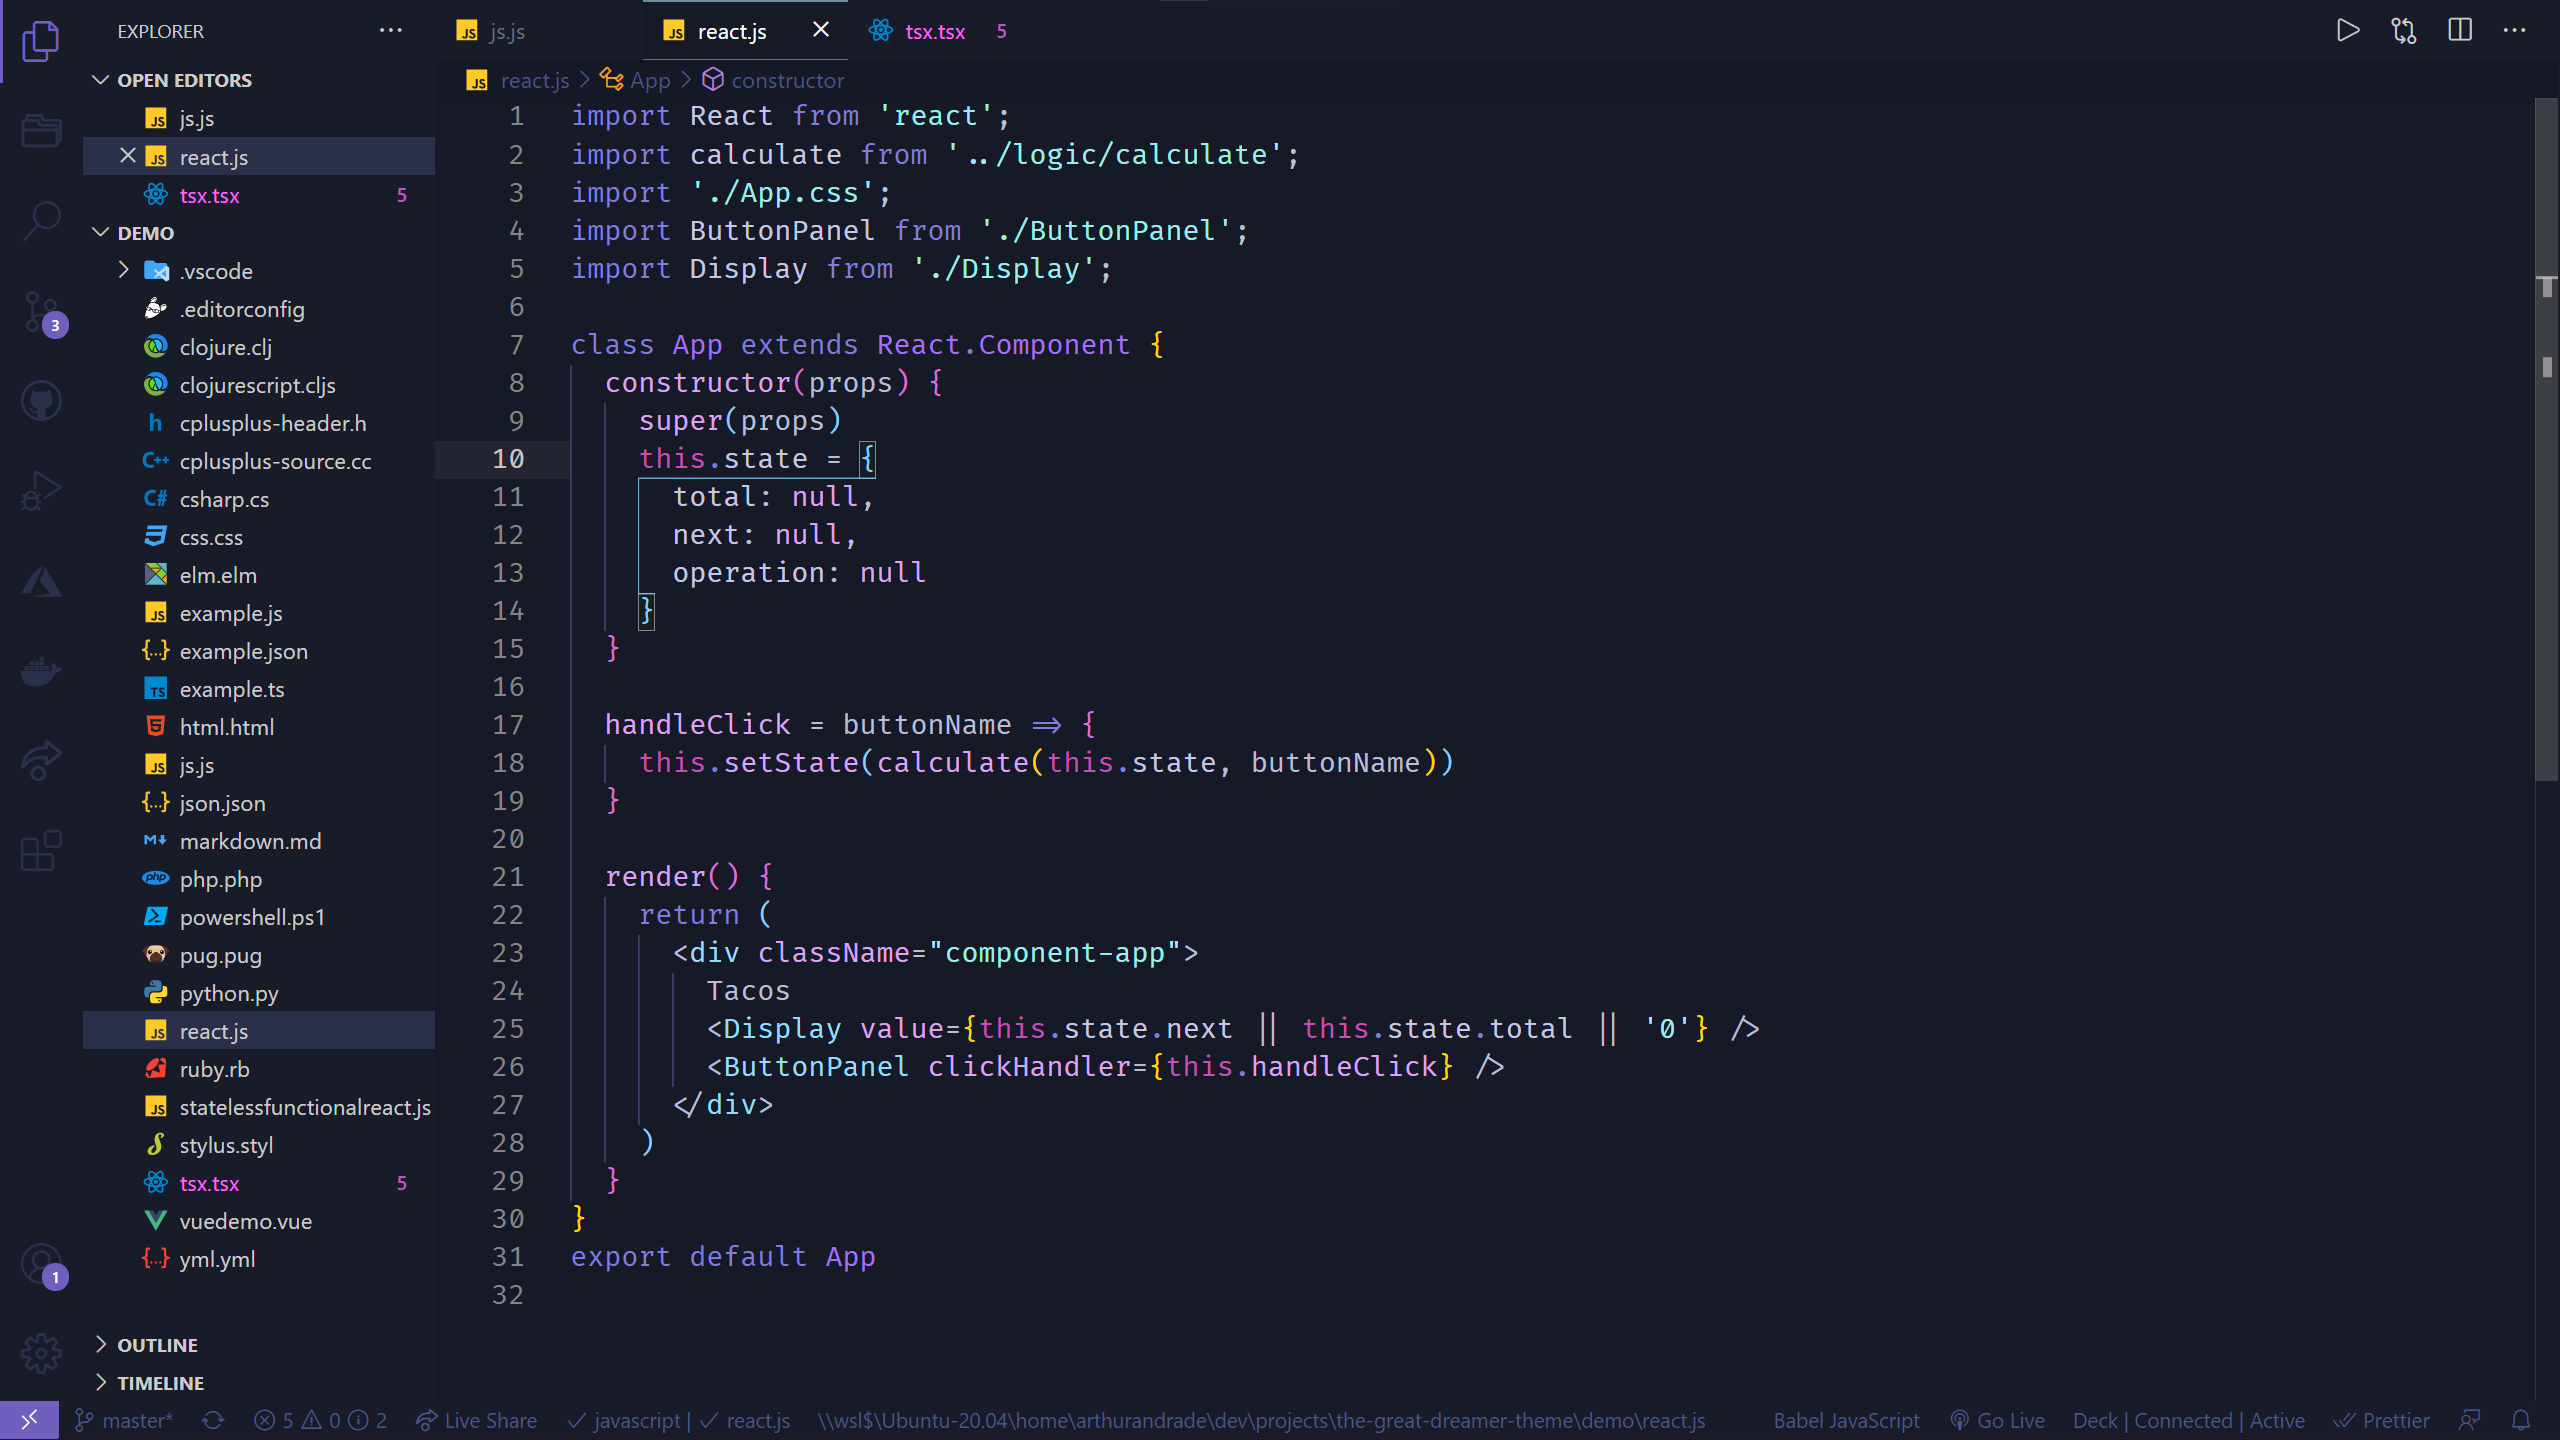 EXPLORER
OPEN EDITORS
js.js
react.js
tsx.tsx 5
DEMO
.vscode
.editorconfig
clojure.clj
clojurescript.cljs
cplusplus-header.h
cplusplus-source.cc
csharp.cs
css.css
elm.elm
example.js
example.json
example.ts
html.html
js.js
json.json
markdown.md
php.php
powershell.ps1
pug.pug
python.py
react.js
ruby.rb
statelessfunctionalreact.js
stylus.styl
tsx.tsx 5
vuedemo.vue
yml.yml
OUTLINE
TIMELINE
3
1
js.js react.js tsx.tsx 5
react.js > App > constructor
1 import React from 'react';
2 import calculate from '../logic/calculate';
3 import './App.css';
4 import ButtonPanel from './ButtonPanel';
5 import Display from './Display';
6
7 class App extends React.Component {
8 constructor(props) {
9 super(props)
10 this.state = {
11 total: null,
12 next: null,
13 operation: null
14 }
15 }
16
17 handleClick = buttonName => {
18 this.setState(calculate(this.state, buttonName))
19 }
20
21 render() {
22 return (
23 <div className="component-app">
24 Tacos
25 <Display value={this.state.next || this.state.total || '0'} />
26 <ButtonPanel clickHandler={this.handleClick} />
27 </div>
28 )
29 }
30 }
31 export default App
32
master* 5 0 2 Live Share javascript | react.js \\wsl$\Ubuntu-20.04\home\arthurandrade\dev\projects\the-great-dreamer-theme\demo\react.js Babel JavaScript Go Live Deck | Connected | Active Prettier